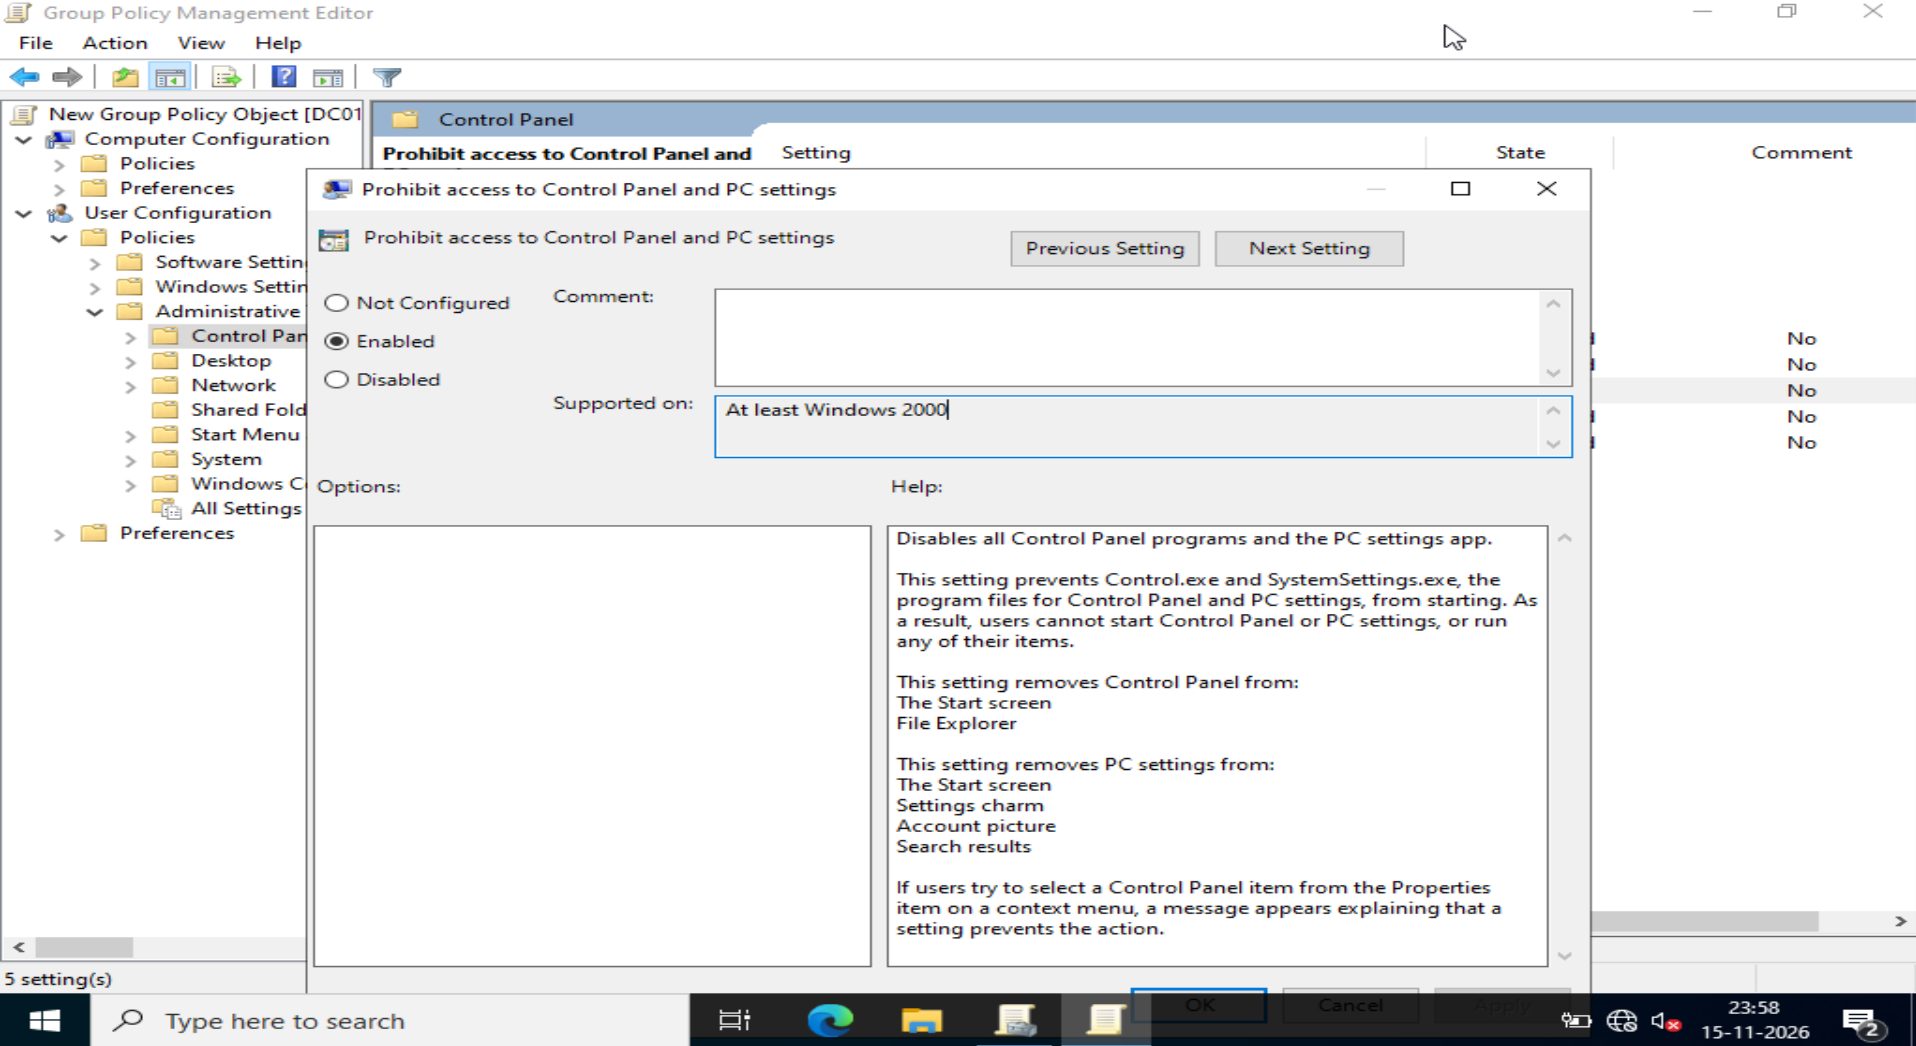 Group Policy Management Editor
File Action View Help
New Group Policy Object [DC01
Computer Configuration
Policies
Preferences
User Configuration
Policies
Software Settin
Windows Settin
Administrative
Control Pan
Desktop
Network
Shared Fold
Start Menu
System
Windows C
All Settings
Preferences
5 setting(s)
Control Panel
Prohibit access to Control Panel and
Setting State Comment
No
No
No
No
No
Prohibit access to Control Panel and PC settings
Prohibit access to Control Panel and PC settings
Previous Setting Next Setting
Not Configured
Enabled
Disabled
Comment:
Supported on:
At least Windows 2000
Options:
Help:
Disables all Control Panel programs and the PC settings app.
This setting prevents Control.exe and SystemSettings.exe, the
program files for Control Panel and PC settings, from starting. As
a result, users cannot start Control Panel or PC settings, or run
any of their items.
This setting removes Control Panel from:
The Start screen
File Explorer
This setting removes PC settings from:
The Start screen
Settings charm
Account picture
Search results
If users try to select a Control Panel item from the Properties
item on a context menu, a message appears explaining that a
setting prevents the action.
OK Cancel Apply
Type here to search
23:58
15-11-2026
2